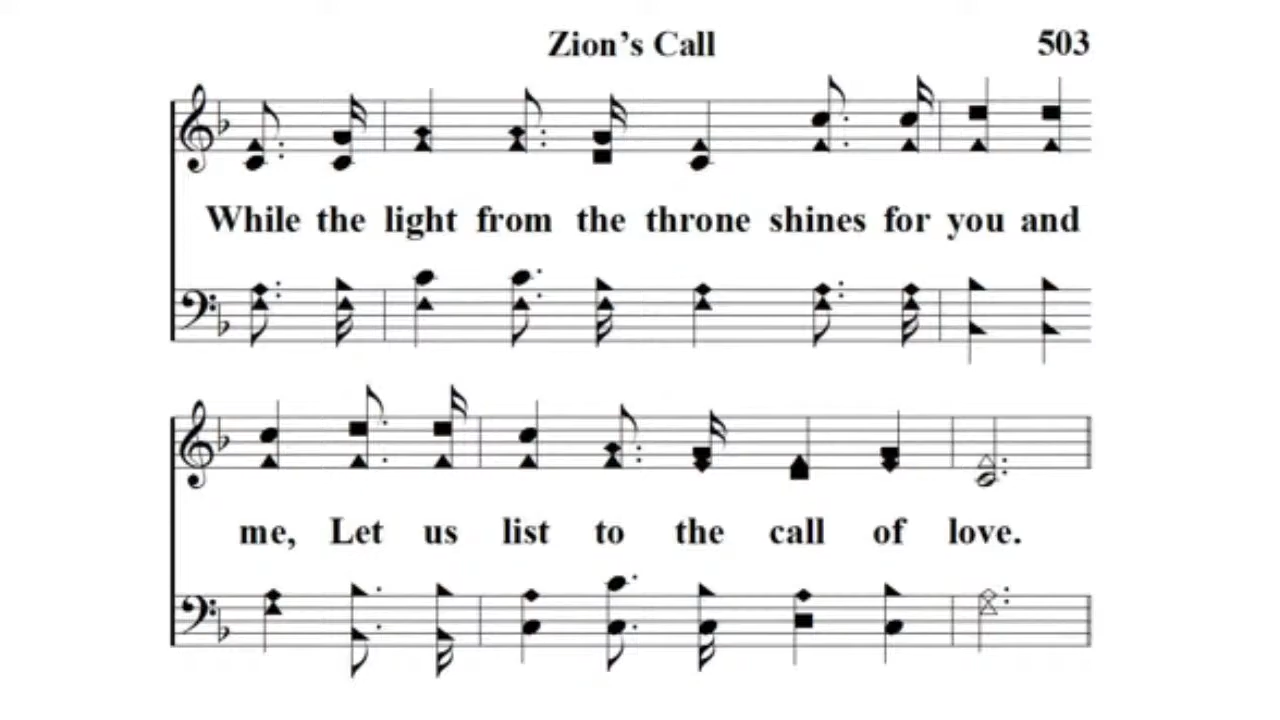 Zion’s Call 503
While the light from the throne shines for you and
me, Let us list to the call of love.